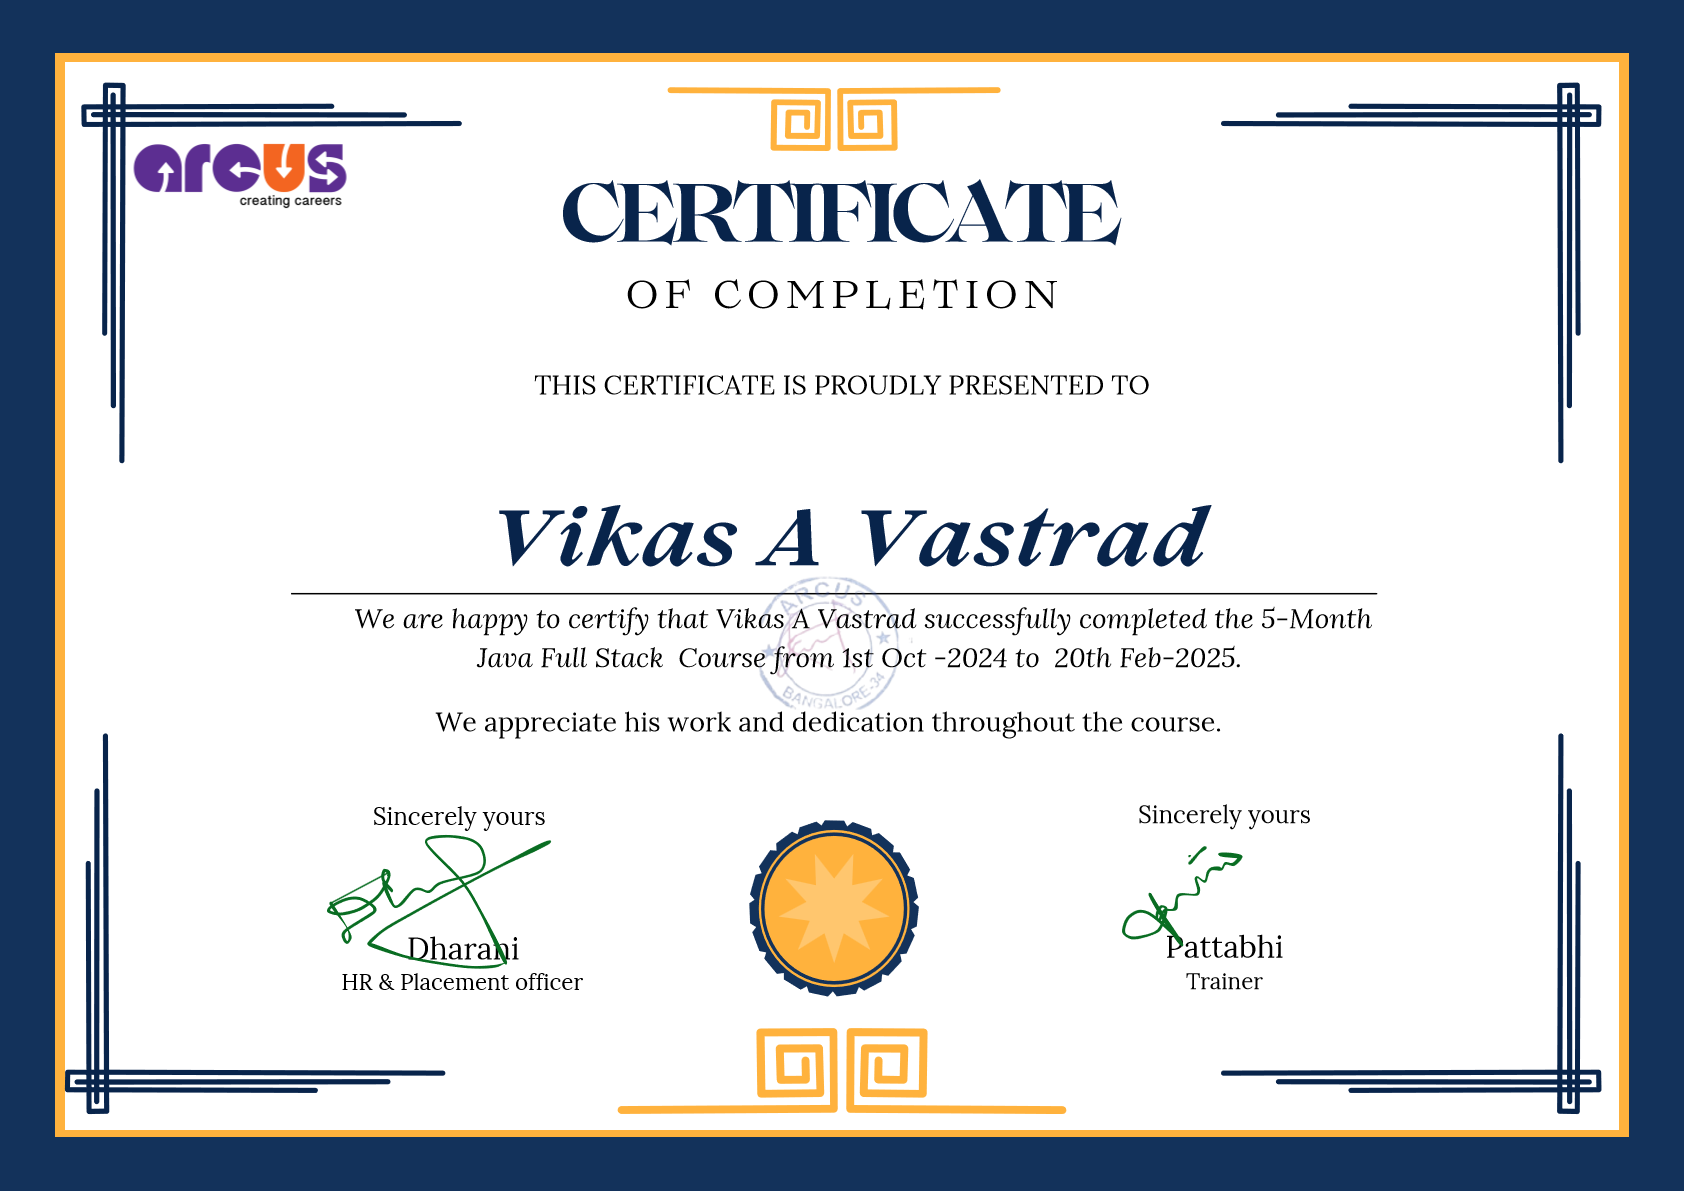 arcus
creating careers
CERTIFICATE
OF COMPLETION
THIS CERTIFICATE IS PROUDLY PRESENTED TO
Vikas A Vastrad
We are happy to certify that Vikas A Vastrad successfully completed the 5-Month
Java Full Stack Course from 1st Oct -2024 to 20th Feb-2025.
ARCUS
BANGALORE-34
We appreciate his work and dedication throughout the course.
Sincerely yours
Dharani
HR & Placement officer
Sincerely yours
Pattabhi
Trainer